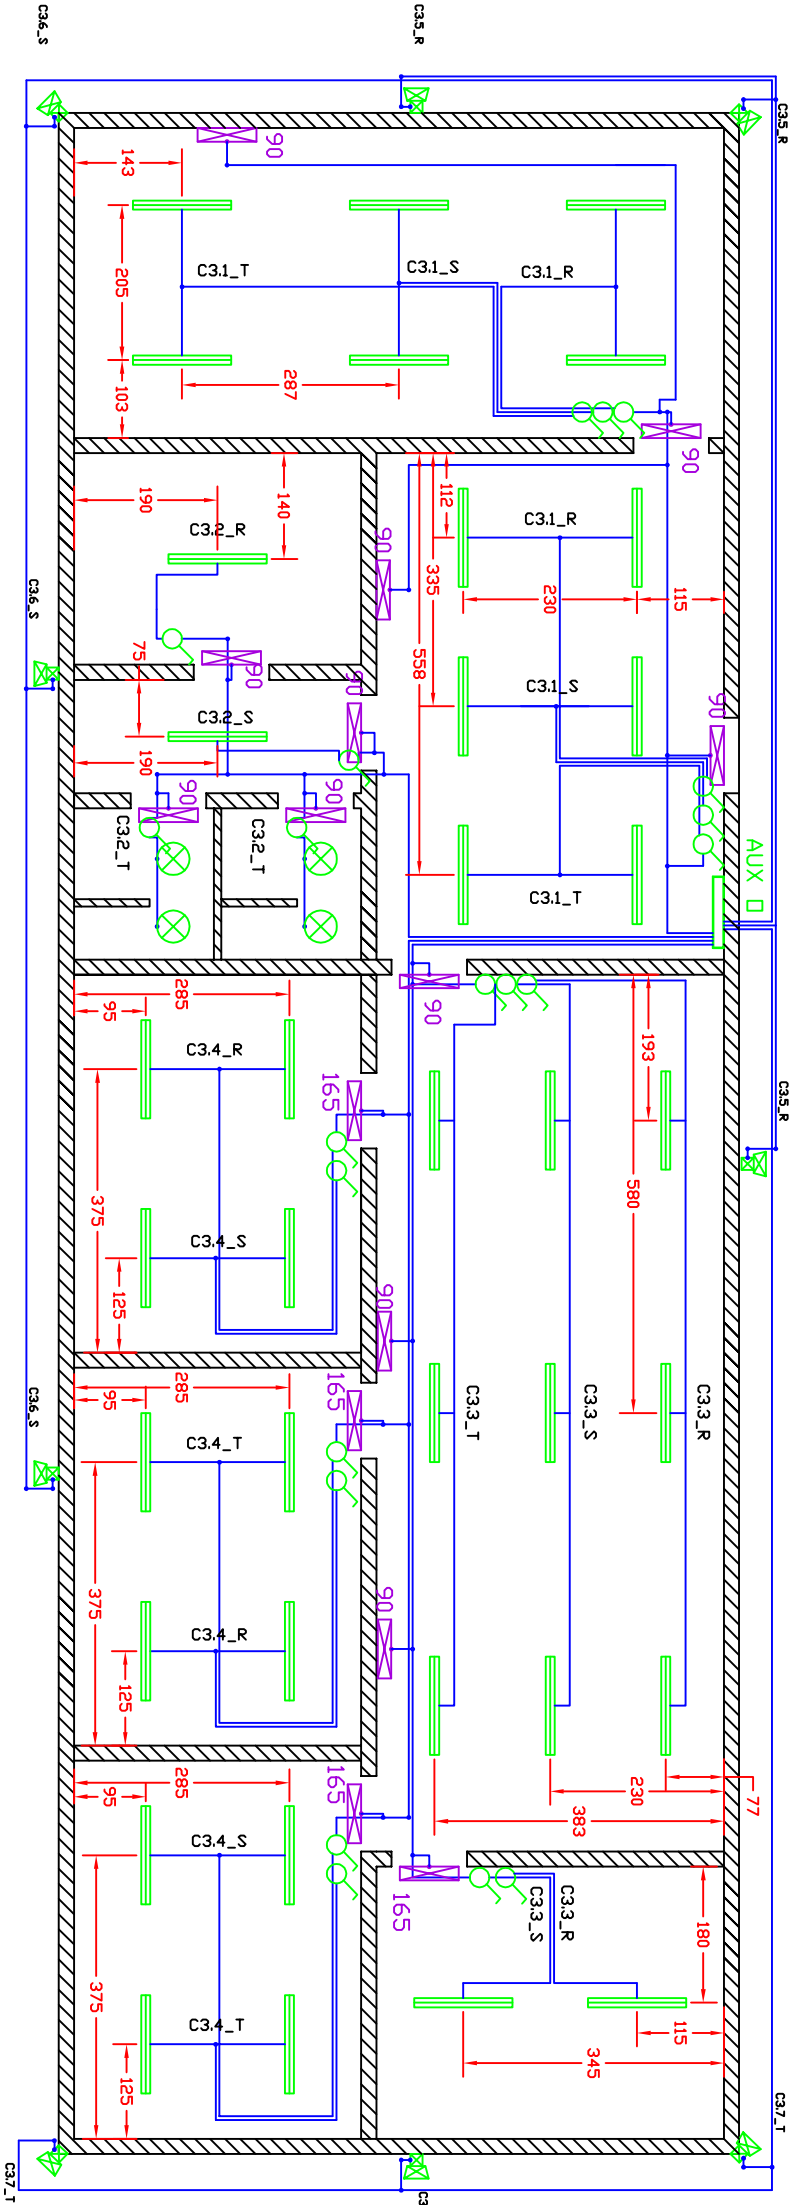 C3.6_S
C3.5_R
C3.5_R
90
143
205
103
C3.1_T
C3.1_S
C3.1_R
287
90
190
140
C3.2_R
90
112
335
558
C3.1_R
230
115
C3.6_S
75
90
90
C3.1_S
90
C3.2_S
190
90
90
C3.2_T
C3.2_T
AUX
C3.1_T
285
95
90
193
580
C3.4_R
165
C3.5_R
375
C3.4_S
125
90
285
95
165
C3.6_S
C3.3_T
C3.3_S
C3.3_R
C3.4_T
375
C3.4_R
125
90
285
95
165
77
230
383
C3.4_S
165
C3.3_S
C3.3_R
180
375
C3.4_T
125
115
345
C3.7_T
C3.7_T
C3